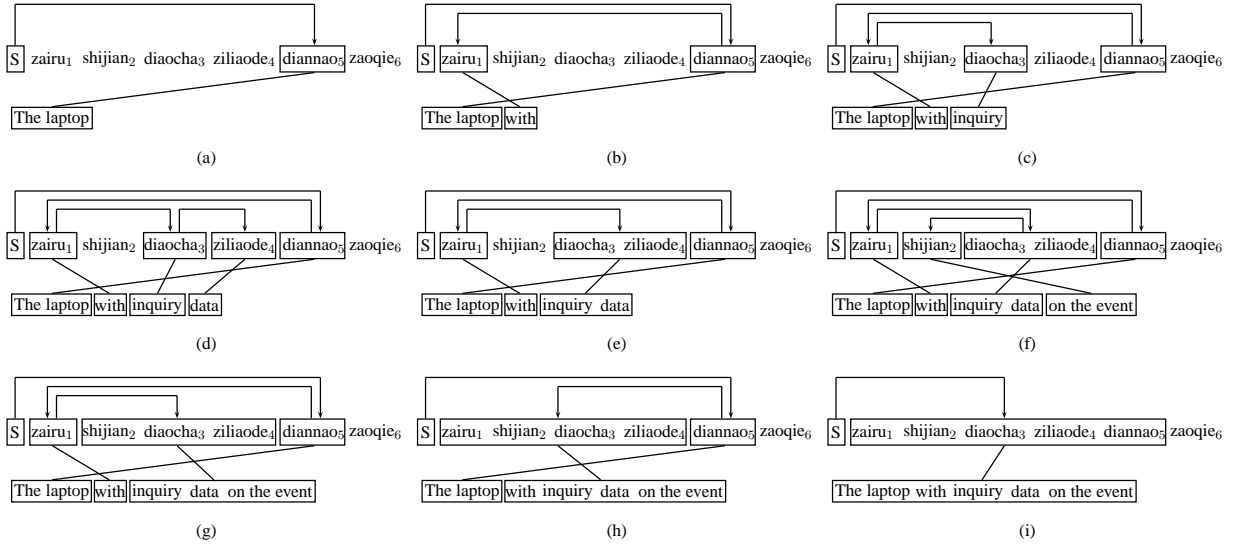 S zairu₁ shijian₂ diaocha₃ ziliaode₄ diannao₅ zaoqie₆
The laptop
(a)
S zairu₁ shijian₂ diaocha₃ ziliaode₄ diannao₅ zaoqie₆
The laptop with
(b)
S zairu₁ shijian₂ diaocha₃ ziliaode₄ diannao₅ zaoqie₆
The laptop with inquiry
(c)
S zairu₁ shijian₂ diaocha₃ ziliaode₄ diannao₅ zaoqie₆
The laptop with inquiry data
(d)
S zairu₁ shijian₂ diaocha₃ ziliaode₄ diannao₅ zaoqie₆
The laptop with inquiry data
(e)
S zairu₁ shijian₂ diaocha₃ ziliaode₄ diannao₅ zaoqie₆
The laptop with inquiry data on the event
(f)
S zairu₁ shijian₂ diaocha₃ ziliaode₄ diannao₅ zaoqie₆
The laptop with inquiry data on the event
(g)
S zairu₁ shijian₂ diaocha₃ ziliaode₄ diannao₅ zaoqie₆
The laptop with inquiry data on the event
(h)
S zairu₁ shijian₂ diaocha₃ ziliaode₄ diannao₅ zaoqie₆
The laptop with inquiry data on the event
(i)